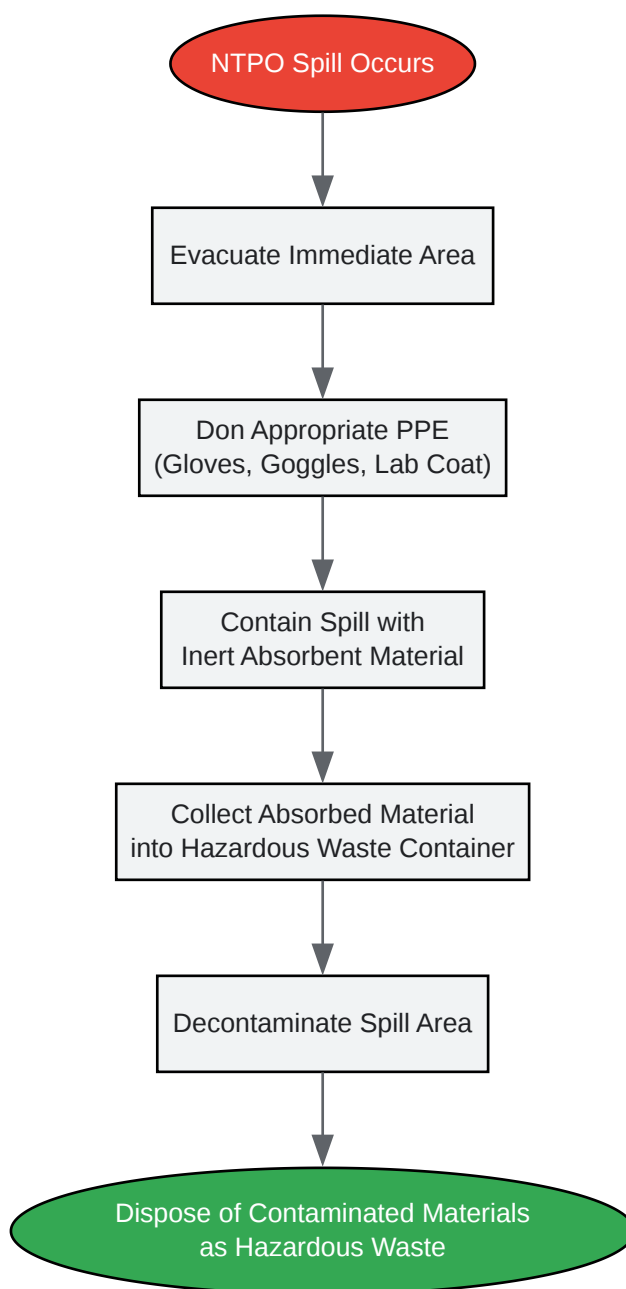 NTPO Spill Occurs
Evacuate Immediate Area
Don Appropriate PPE
(Gloves, Goggles, Lab Coat)
Contain Spill with
Inert Absorbent Material
Collect Absorbed Material
into Hazardous Waste Container
Decontaminate Spill Area
Dispose of Contaminated Materials
as Hazardous Waste